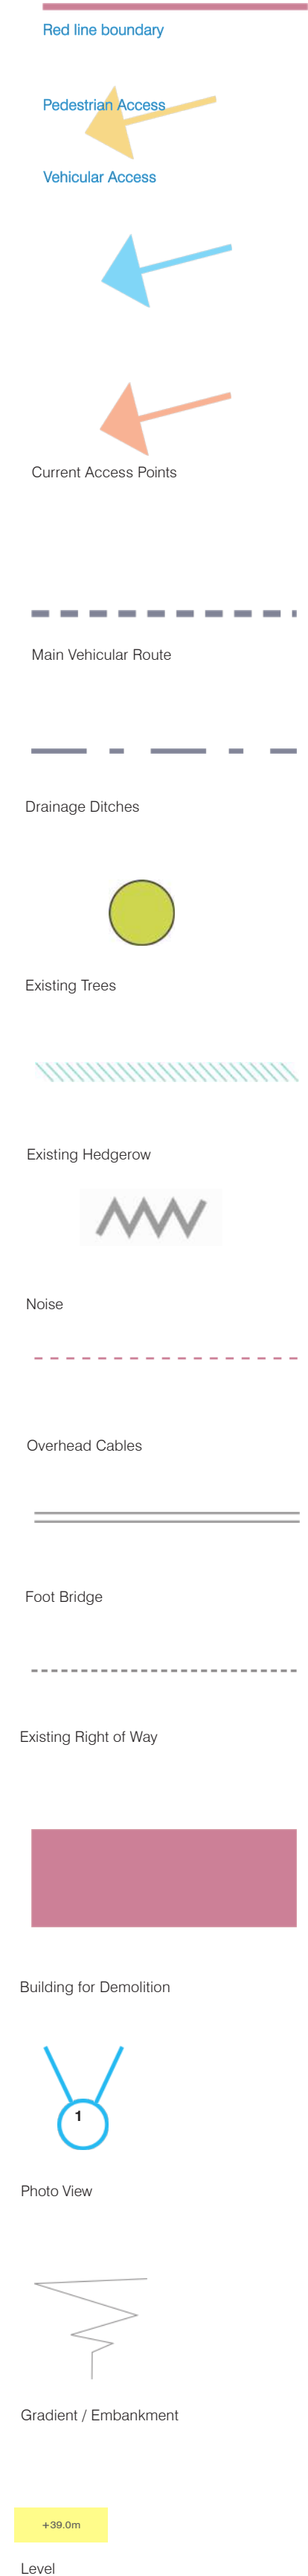 Red line boundary
Pedestrian Access
Vehicular Access
Current Access Points
Main Vehicular Route
Drainage Ditches
Existing Trees
Existing Hedgerow
Noise
Overhead Cables
Foot Bridge
Existing Right of Way
Building for Demolition
1
Photo View
Gradient / Embankment
+39.0m
Level